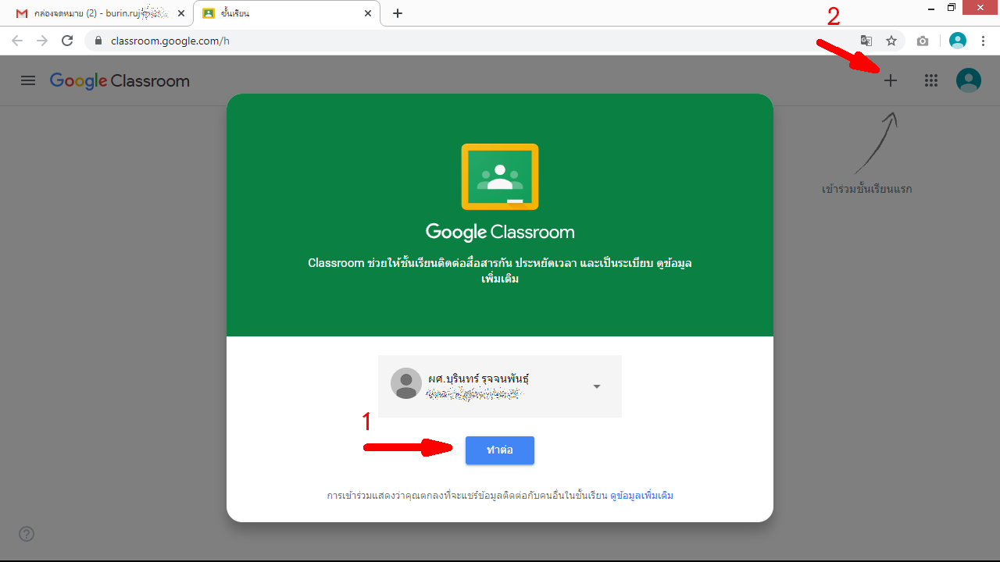 กล่องจดหมาย (2) - burin.ruj
ชั้นเรียน
2
classroom.google.com/h
Google Classroom
เข้าร่วมชั้นเรียนแรก
Google Classroom
Classroom ช่วยให้ชั้นเรียนติดต่อสื่อสารกัน ประหยัดเวลา และเป็นระเบียบ ดูข้อมูล
เพิ่มเติม
ผศ.บุรินทร์ รุจจนพันธุ์
1
ทำต่อ
การเข้าร่วมแสดงว่าคุณตกลงที่จะแชร์ข้อมูลติดต่อกับคนอื่นในชั้นเรียน ดูข้อมูลเพิ่มเติม